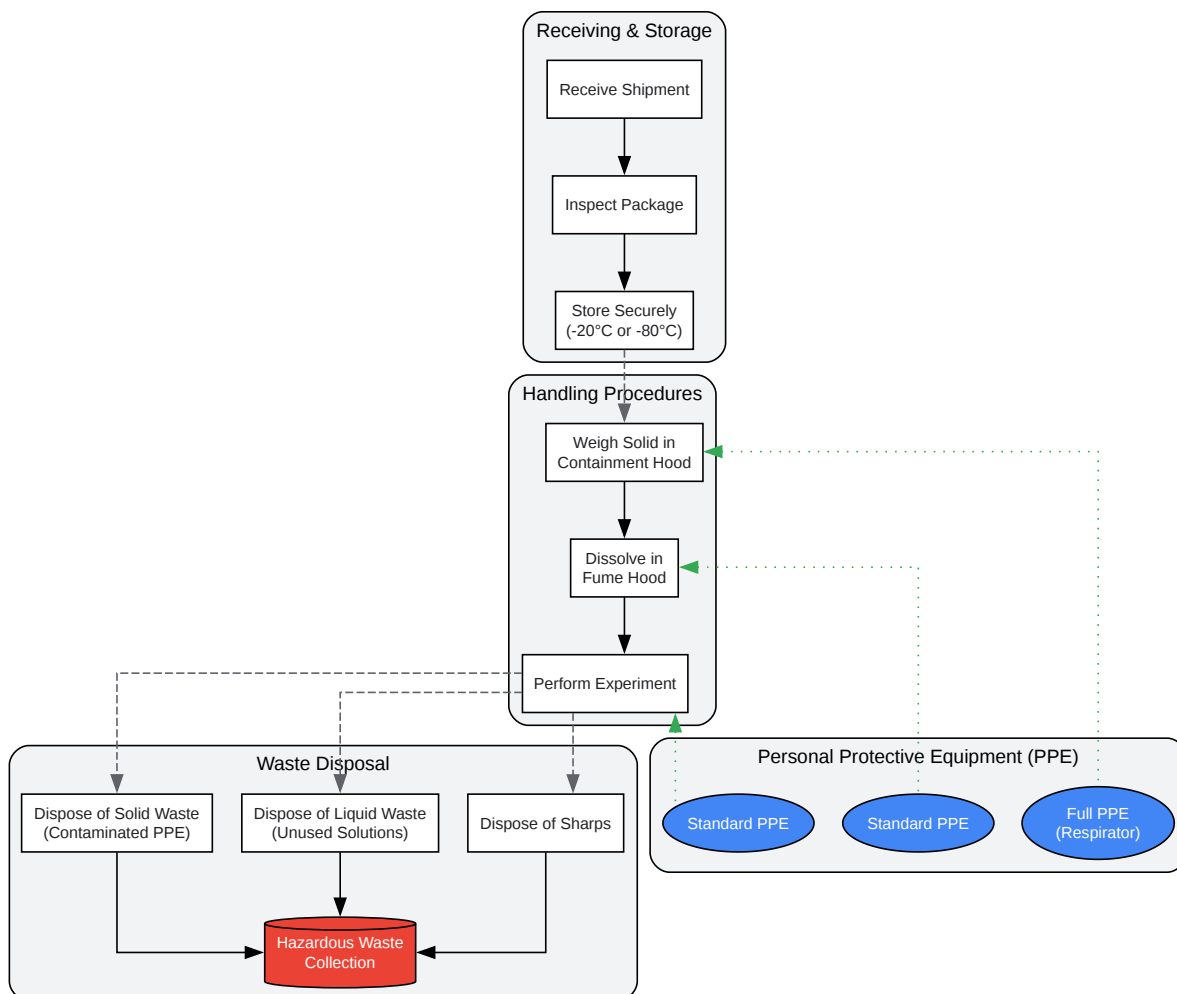 Receiving & Storage
Receive Shipment
Inspect Package
Store Securely
(-20°C or -80°C)
Handling Procedures
Weigh Solid in
Containment Hood
Dissolve in
Fume Hood
Perform Experiment
Waste Disposal
Dispose of Solid Waste
(Contaminated PPE)
Dispose of Liquid Waste
(Unused Solutions)
Dispose of Sharps
Hazardous Waste
Collection
Personal Protective Equipment (PPE)
Standard PPE
Standard PPE
Full PPE
(Respirator)